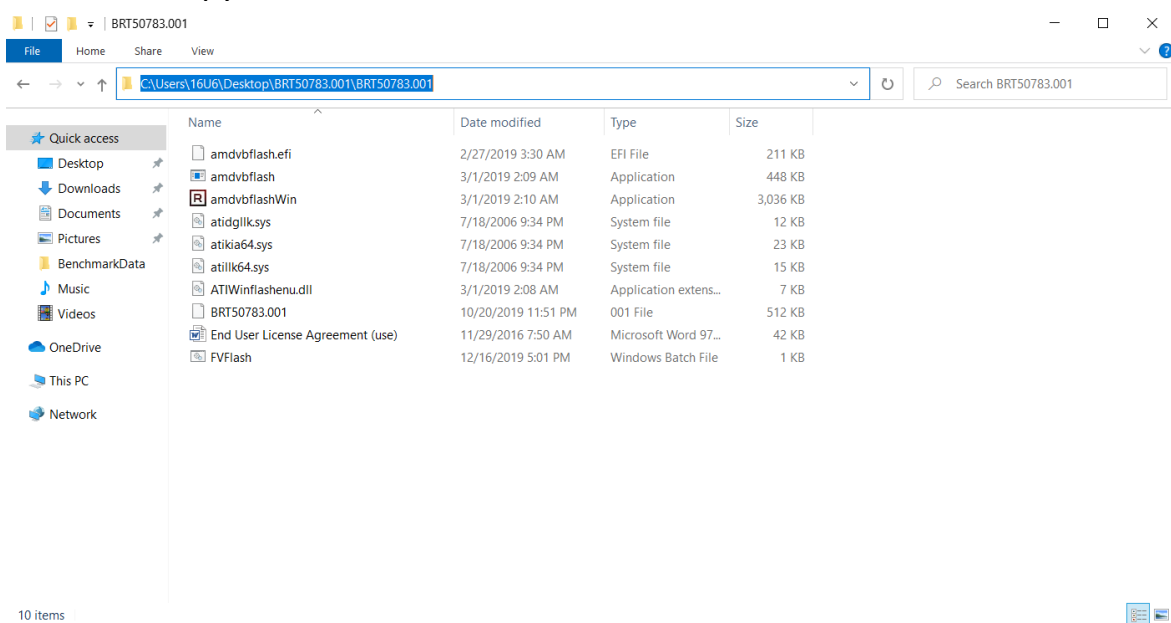 BRT50783.001
File Home Share View
C:\Users\16U6\Desktop\BRT50783.001\BRT50783.001 Search BRT50783.001
Name Date modified Type Size
Quick access
Desktop
Downloads
Documents
Pictures
BenchmarkData
Music
Videos
OneDrive
This PC
Network
amdvbflash.efi 2/27/2019 3:30 AM EFI File 211 KB
amdvbflash 3/1/2019 2:09 AM Application 448 KB
R amdvbflashWin 3/1/2019 2:10 AM Application 3,036 KB
atidgllk.sys 7/18/2006 9:34 PM System file 12 KB
atikia64.sys 7/18/2006 9:34 PM System file 23 KB
atillk64.sys 7/18/2006 9:34 PM System file 15 KB
ATIWinflashenu.dll 3/1/2019 2:08 AM Application extens... 7 KB
BRT50783.001 10/20/2019 11:51 PM 001 File 512 KB
End User License Agreement (use) 11/29/2016 7:50 AM Microsoft Word 97... 42 KB
FVFlash 12/16/2019 5:01 PM Windows Batch File 1 KB
10 items